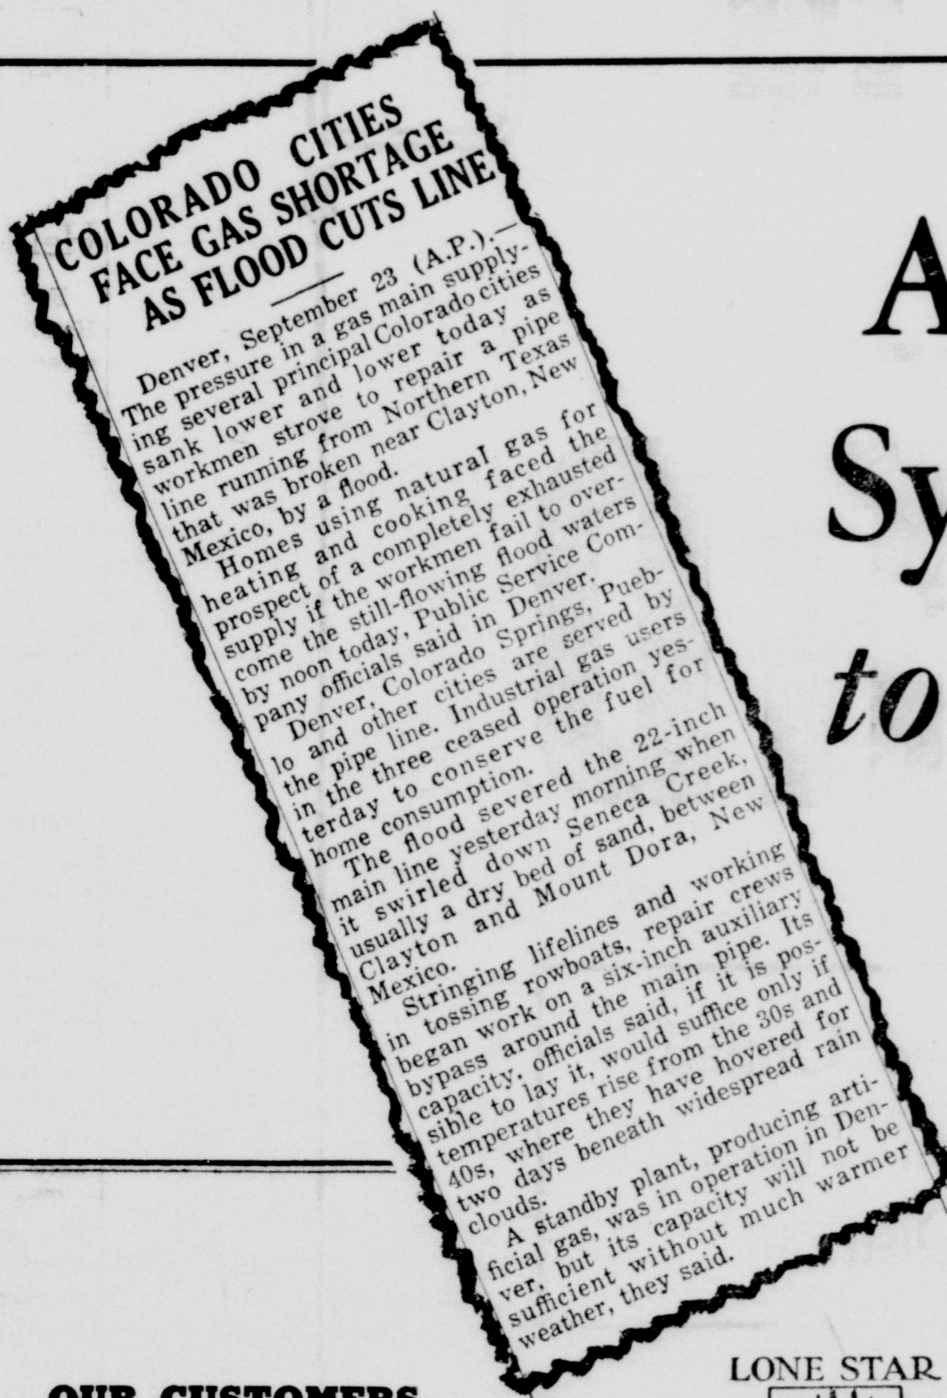 COLORADO CITIES
FACE GAS SHORTAGE
AS FLOOD CUTS LINE
Denver, September 23 (A.P.).—
The pressure in a gas main supply-
ing several principal Colorado cities
sank lower and lower today as
workmen strove to repair a pipe
line running from Northern Texas
that was broken near Clayton, New
Mexico, by a flood.
Homes using natural gas for
heating and cooking faced the
prospect of a completely exhausted
supply if the workmen fail to over-
come the still-flowing flood waters
by noon today, Public Service Com-
pany officials said in Denver.
Denver, Colorado Springs, Pueb-
lo and other cities are served by
the pipe line. Industrial gas users
in the three ceased operation yes-
terday to conserve the fuel for
home consumption.
The flood severed the 22-inch
main line yesterday morning when
it swirled down Seneca Creek,
usually a dry bed of sand, between
Clayton and Mount Dora, New
Mexico.
Stringing lifelines and working
in tossing rowboats, repair crews
began work on a six-inch auxiliary
bypass around the main pipe. Its
capacity, officials said, if it is pos-
sible to lay it, would suffice only if
temperatures rise from the 30s and
40s, where they have hovered for
two days beneath widespread rain
clouds.
A standby plant, producing arti-
ficial gas, was in operation in Den-
ver, but its capacity will not be
sufficient without much warmer
weather, they said.
A
Sy
to
LONE STAR
OUR CUSTOMERS